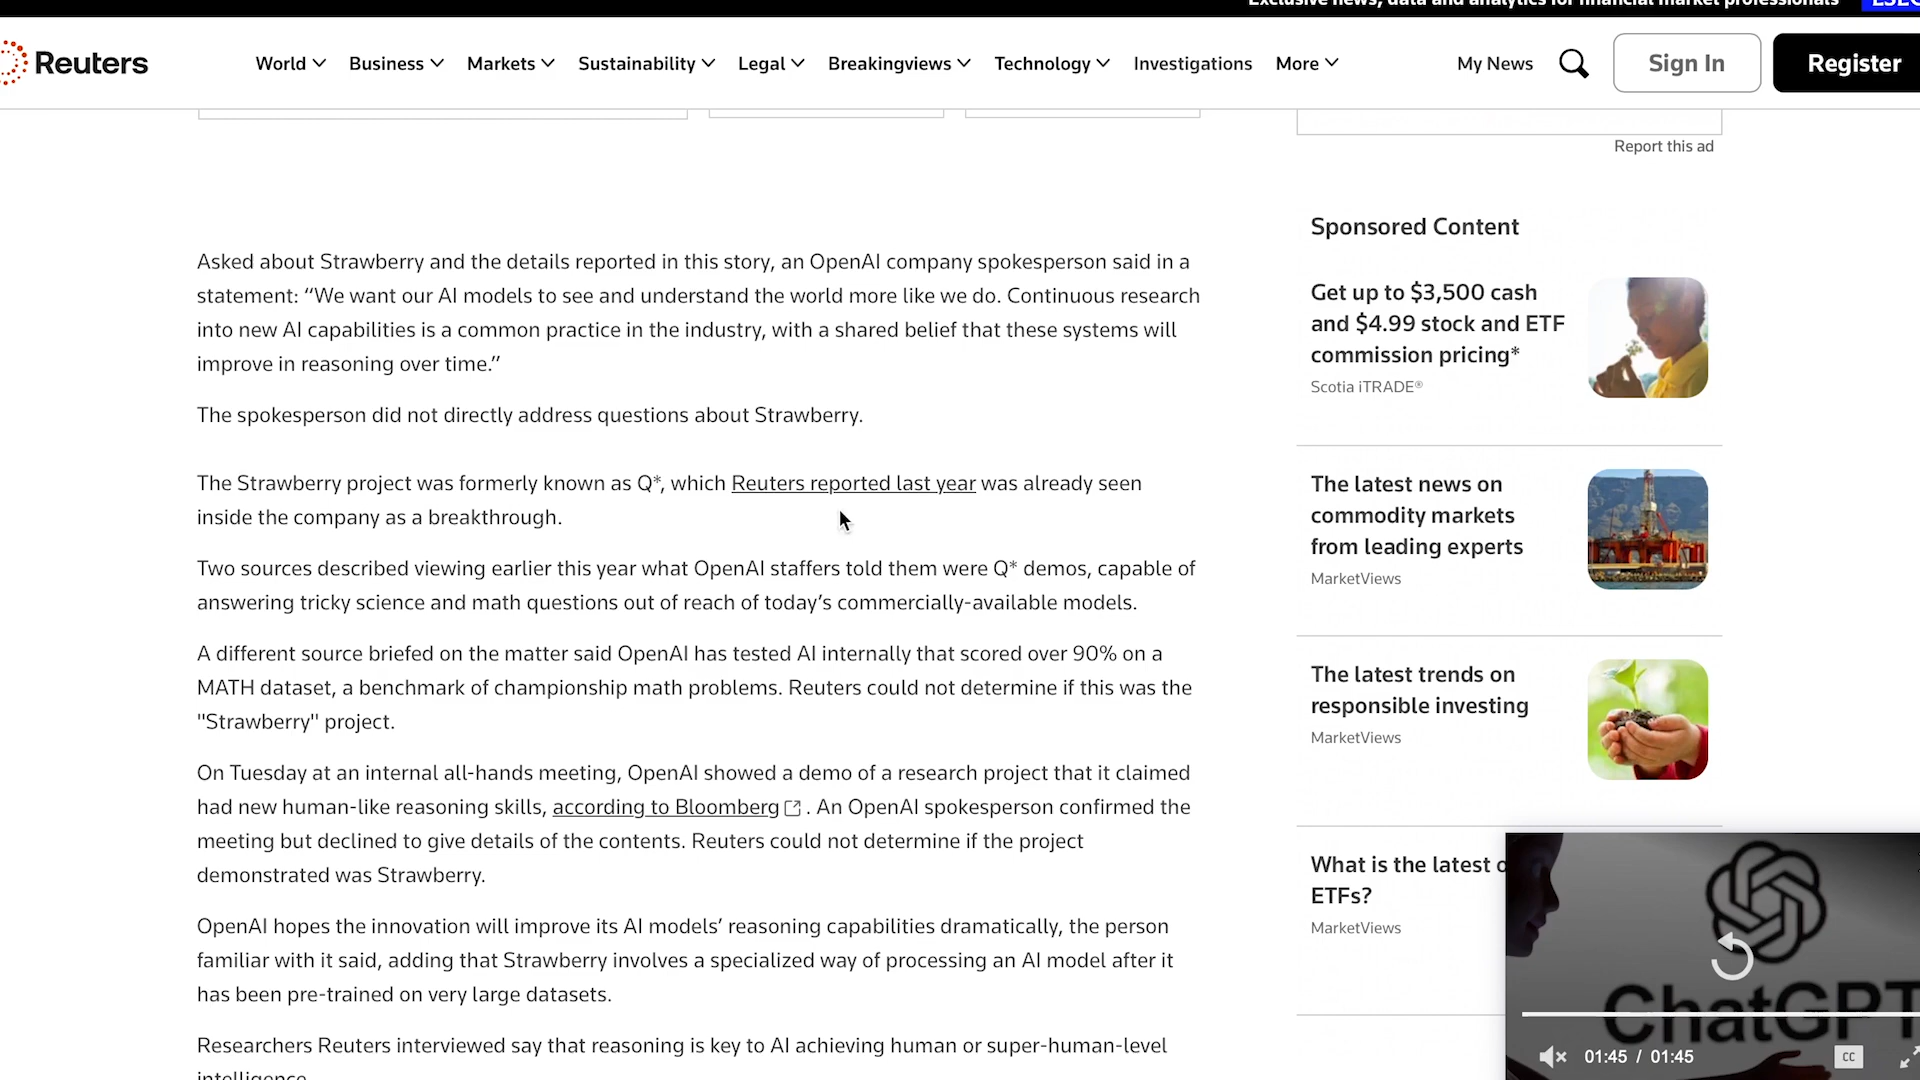 Exclusive news, data and analytics for financial market professionals
Reuters
World
Business
Markets
Sustainability
Legal
Breakingviews
Technology
Investigations
More
My News
Sign In
Register
Report this ad
Asked about Strawberry and the details reported in this story, an OpenAI company spokesperson said in a
statement: “We want our AI models to see and understand the world more like we do. Continuous research
into new AI capabilities is a common practice in the industry, with a shared belief that these systems will
improve in reasoning over time.”
The spokesperson did not directly address questions about Strawberry.
The Strawberry project was formerly known as Q*, which Reuters reported last year was already seen
inside the company as a breakthrough.
Two sources described viewing earlier this year what OpenAI staffers told them were Q* demos, capable of
answering tricky science and math questions out of reach of today’s commercially-available models.
A different source briefed on the matter said OpenAI has tested AI internally that scored over 90% on a
MATH dataset, a benchmark of championship math problems. Reuters could not determine if this was the
"Strawberry" project.
On Tuesday at an internal all-hands meeting, OpenAI showed a demo of a research project that it claimed
had new human-like reasoning skills, according to Bloomberg . An OpenAI spokesperson confirmed the
meeting but declined to give details of the contents. Reuters could not determine if the project
demonstrated was Strawberry.
OpenAI hopes the innovation will improve its AI models’ reasoning capabilities dramatically, the person
familiar with it said, adding that Strawberry involves a specialized way of processing an AI model after it
has been pre-trained on very large datasets.
Researchers Reuters interviewed say that reasoning is key to AI achieving human or super-human-level
intelligence.
Sponsored Content
Get up to $3,500 cash
and $4.99 stock and ETF
commission pricing*
Scotia iTRADE®
The latest news on
commodity markets
from leading experts
MarketViews
The latest trends on
responsible investing
MarketViews
What is the latest
ETFs?
MarketViews
ChatGPT
01:45 / 01:45
CC